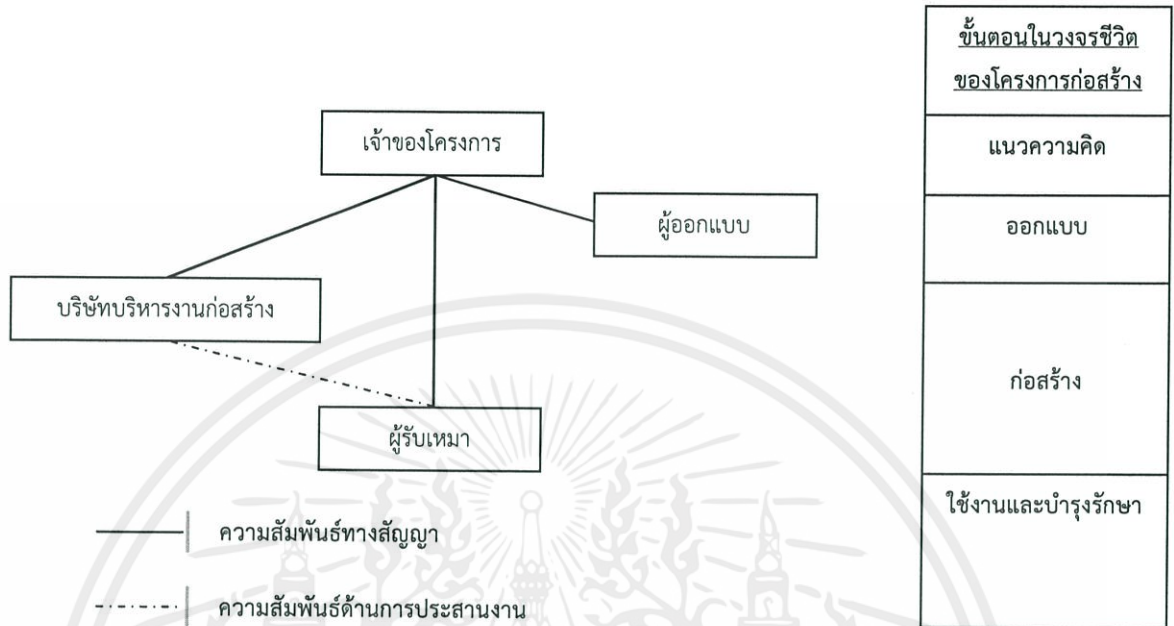 เจ้าของโครงการ
ผู้ออกแบบ
บริษัทบริหารงานก่อสร้าง
ผู้รับเหมา
ความสัมพันธ์ทางสัญญา
ความสัมพันธ์ด้านการประสานงาน
ขั้นตอนในวงจรชีวิต
ของโครงการก่อสร้าง
แนวความคิด
ออกแบบ
ก่อสร้าง
ใช้งานและบำรุงรักษา